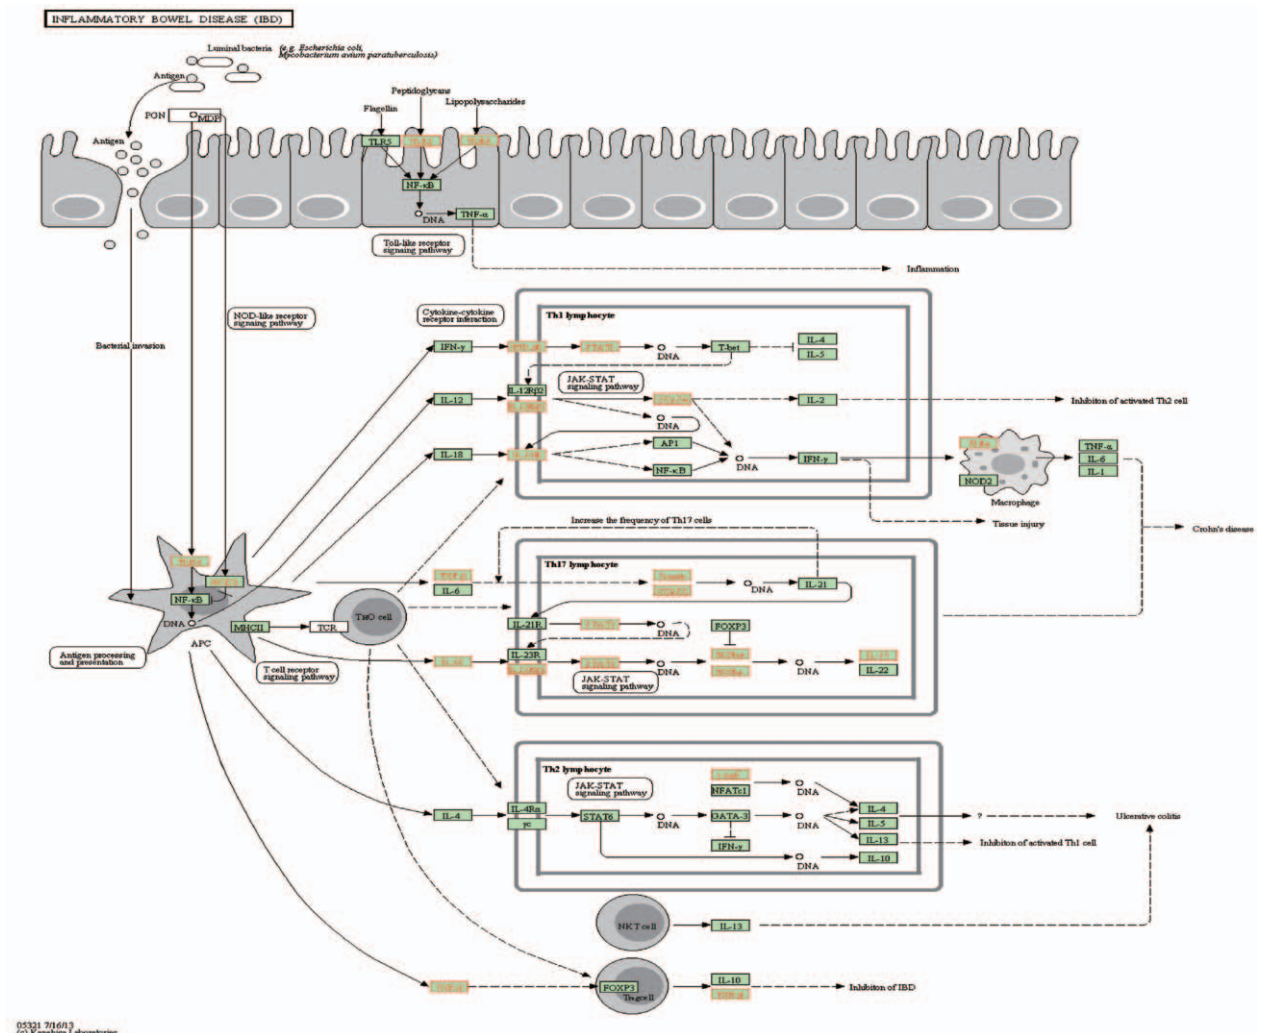 INFLAMMATORY BOWEL DISEASE (IBD)
Luminal bacteria
(e.g. Escherichia coli,
Mycobacterium avium paratuberculosis)
Antigen
Peptidoglycans
Lipopolysaccharides
Flagellin
PGN
MDP
Antigen
TLR5
NF-κB
DNA
TNF-α
Toll-like receptor
signaing pathway
Inflammation
NOD-like receptor
signaing pathway
Cytokine-cytokine
receptor interaction
Bacterial invasion
Th1 lymphocyte
IFN-γ
DNA
T-bet
IL-4
IL-5
JAK-STAT
signaling pathway
IL-12
IL-12Rβ2
DNA
IL-2
Inhibiton of activated Th2 cell
IL-18
AP1
NF-κB
DNA
IFN-γ
NOD2
Macrophage
TNF-α
IL-6
IL-1
Tissue injury
Crohn's disease
Increase the frequency of Th17 cells
Th17 lymphocyte
IL-6
DNA
IL-21
NF-κB
DNA
APC
MHCII
TCR
TH0 cell
IL-21R
DNA
FOXP3
IL-23R
DNA
DNA
IL-22
JAK-STAT
signaling pathway
Antigen processing
and presentation
T cell receptor
signaling pathway
Th2 lymphocyte
JAK-STAT
signaling pathway
NFATc1
DNA
IL-4
IL-4Rα
γc
STAT6
DNA
GATA-3
IFN-γ
DNA
IL-4
IL-5
IL-13
?
Ulcerative colitis
Inhibiton of activated Th1 cell
DNA
IL-10
NKT cell
IL-13
FOXP3
Treg cell
IL-10
Inhibiton of IBD
05321 7/16/13
(c) Kanehisa Laboratories